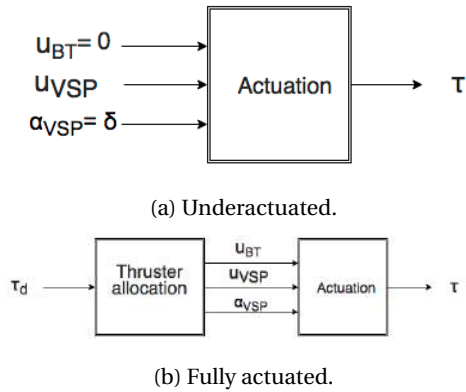 u_BT = 0
u_VSP
α_VSP = δ
Actuation
τ
(a) Underactuated.
τ_d
Thruster
allocation
u_BT
u_VSP
α_VSP
Actuation
τ
(b) Fully actuated.